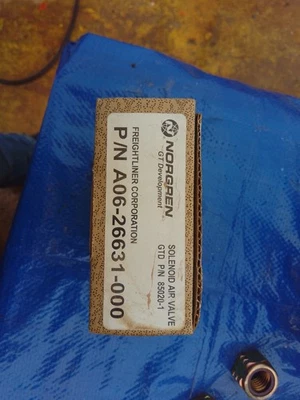 NORGREN
GT Development
SOLENOID AIR VALVE
GTD P/N 85020-1
FREIGHTLINER CORPORATION
P/N A06-26631-000